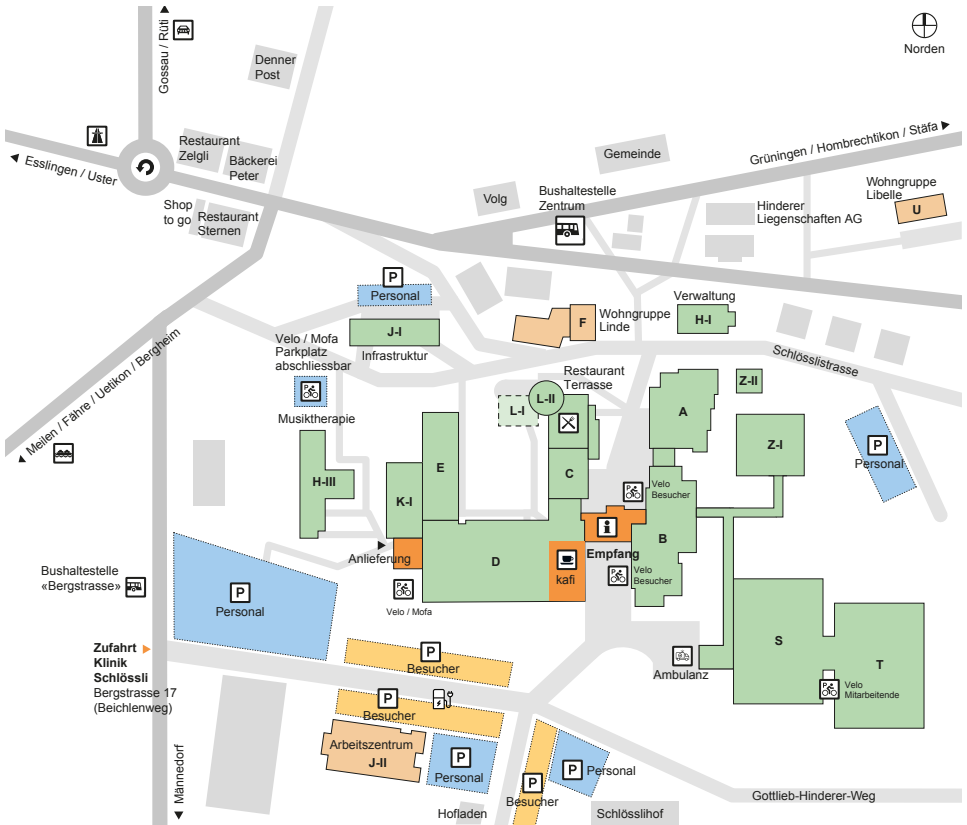 Gossau / Rüti
Norden
Denner
Post
Restaurant
Zelgli
Bäckerei
Peter
Esslingen / Uster
Shop
to go
Restaurant
Sternen
Gemeinde
Grüningen / Hombrechtikon / Stäfa
Volg
Bushaltestelle
Zentrum
Hinderer
Liegenschaften AG
Wohngruppe
Libelle
U
P
Personal
J-I
Infrastruktur
F
Wohngruppe
Linde
Verwaltung
H-I
Schlösslistrasse
Velo / Mofa
Parkplatz
abschliessbar
P
Musiktherapie
Meilen / Fähre / Uetikon / Bergheim
Restaurant
Terrasse
L-II
L-I
A
Z-II
Z-I
P
Personal
H-III
E
K-I
C
P
Velo
Besucher
Anlieferung
D
kafi
Empfang
B
P
Velo
Besucher
P
Velo / Mofa
Bushaltestelle
«Bergstrasse»
P
Personal
S
T
P
Velo
Mitarbeitende
Ambulanz
Zufahrt
Klinik
Schlössli
Bergstrasse 17
(Beichlenweg)
P
Besucher
P
Besucher
Arbeitszentrum
J-II
P
Personal
P
Besucher
P
Personal
Männedorf
Hofladen
Schlösslihof
Gottlieb-Hinderer-Weg